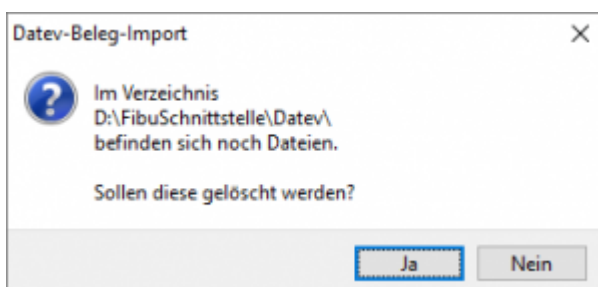 Datev-Beleg-Import
Im Verzeichnis
D:\FibuSchnittstelle\Datev\
befinden sich noch Dateien.
Sollen diese gelöscht werden?
Ja
Nein